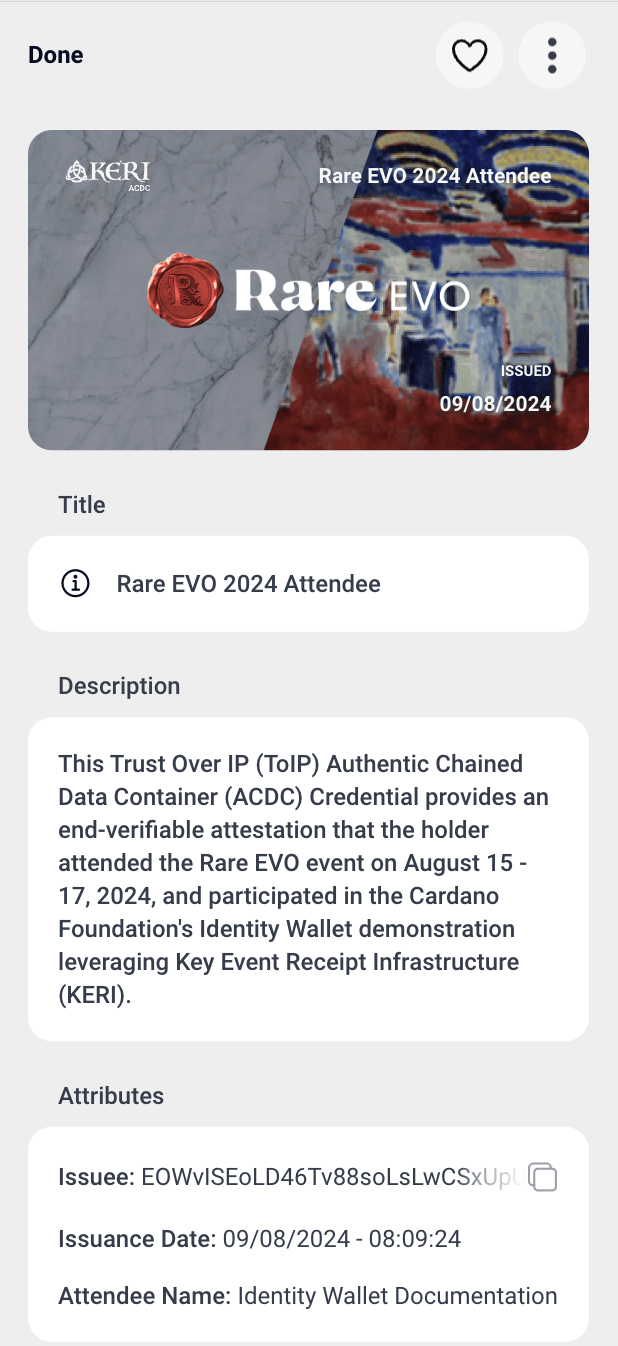 Done
KERI
ACDC
Rare EVO 2024 Attendee
R
Rare EVO
ISSUED
09/08/2024
Title
Rare EVO 2024 Attendee
Description
This Trust Over IP (ToIP) Authentic Chained
Data Container (ACDC) Credential provides an
end-verifiable attestation that the holder
attended the Rare EVO event on August 15 -
17, 2024, and participated in the Cardano
Foundation's Identity Wallet demonstration
leveraging Key Event Receipt Infrastructure
(KERI).
Attributes
Issuee: EOWvISEoLD46Tv88soLsLwCSxUpU
Issuance Date: 09/08/2024 - 08:09:24
Attendee Name: Identity Wallet Documentation